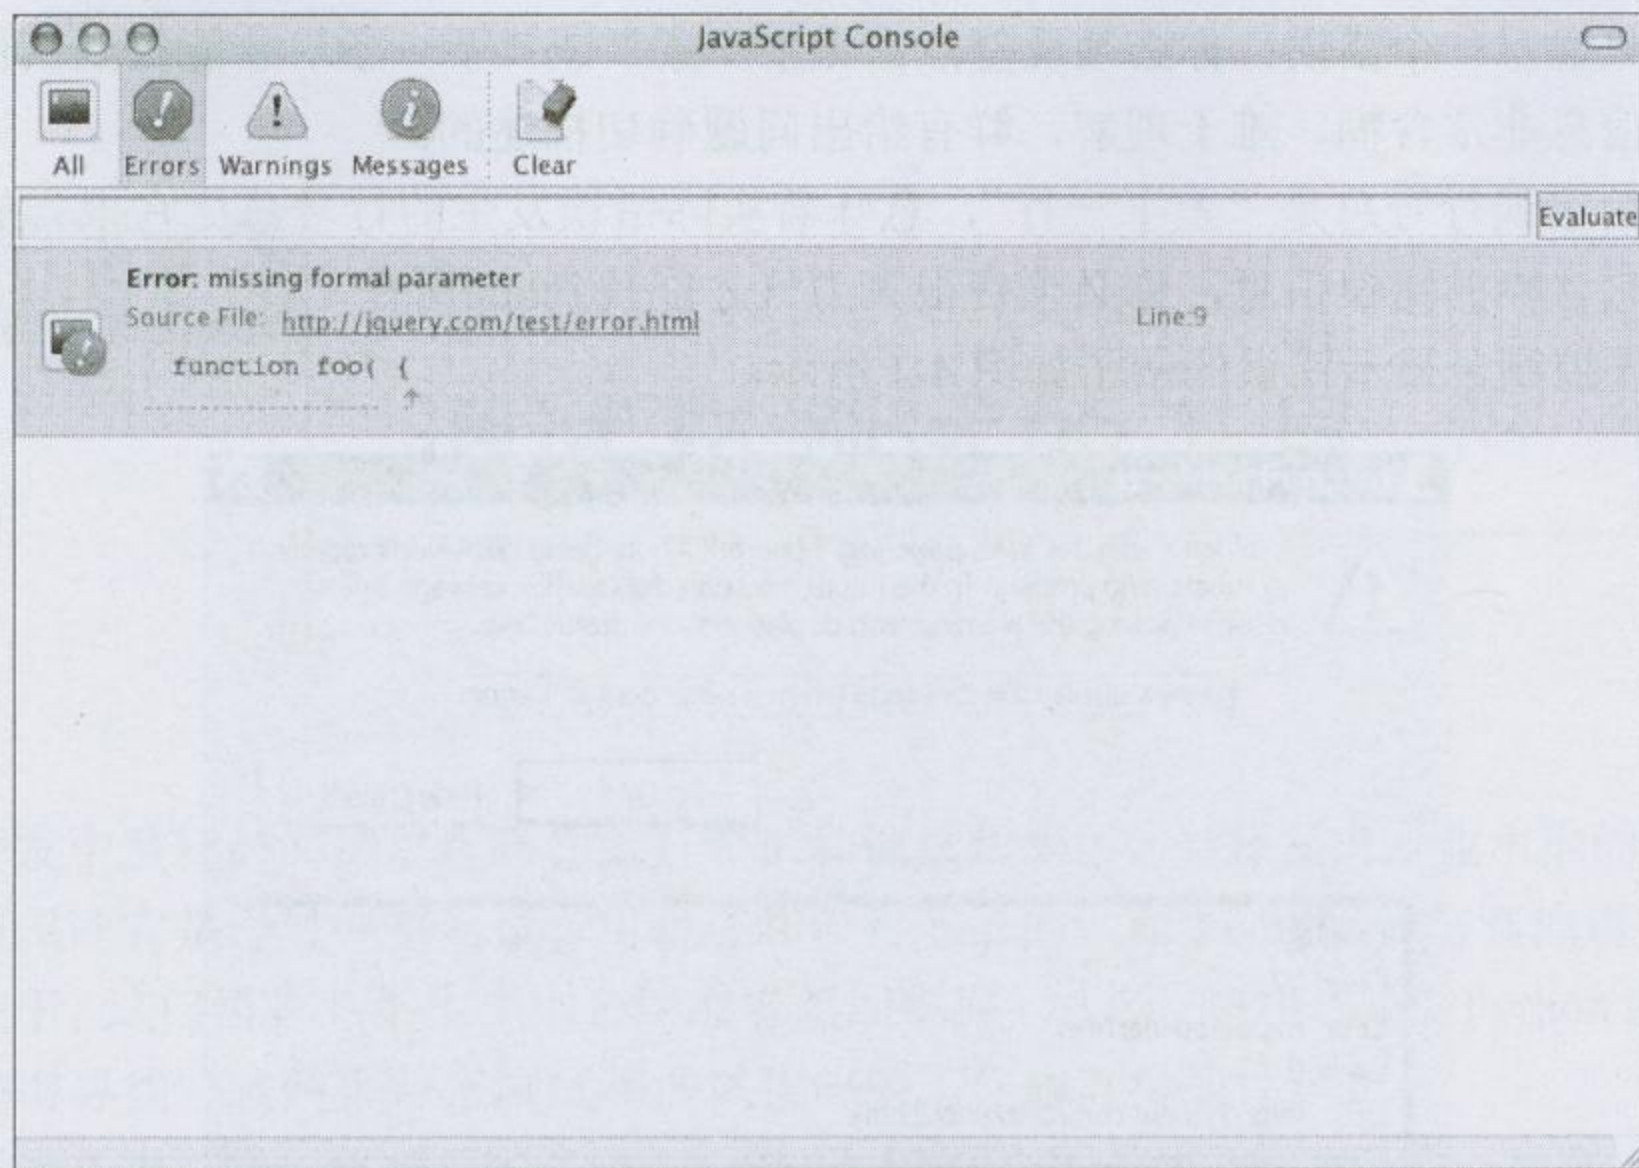 JavaScript Console
All Errors Warnings Messages Clear
Evaluate
Error: missing formal parameter
Source File: http://jquery.com/test/error.html Line:9
function foo( {